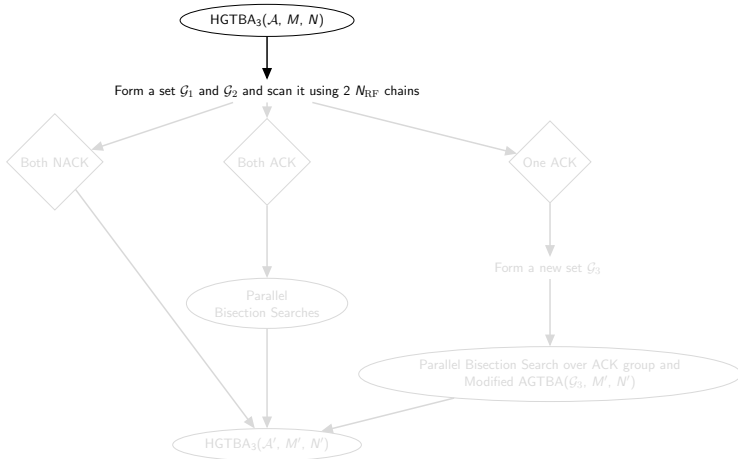 HGTBA₃(𝒜, M, N)
Form a set 𝒢₁ and 𝒢₂ and scan it using 2 N_RF chains
Both NACK
Both ACK
One ACK
Form a new set 𝒢₃
Parallel
Bisection Searches
Parallel Bisection Search over ACK group and
Modified AGTBA(𝒢₃, M′, N′)
HGTBA₃(𝒜′, M′, N′)